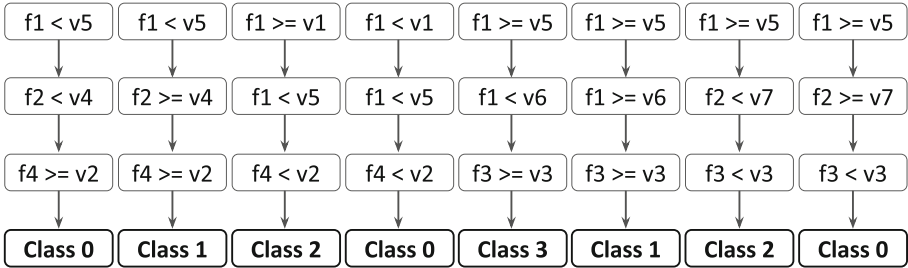 f1 < v5 f1 < v5 f1 >= v1 f1 < v1 f1 >= v5 f1 >= v5 f1 >= v5 f1 >= v5
f2 < v4 f2 >= v4 f1 < v5 f1 < v5 f1 < v6 f1 >= v6 f2 < v7 f2 >= v7
f4 >= v2 f4 >= v2 f4 < v2 f4 < v2 f3 >= v3 f3 >= v3 f3 < v3 f3 < v3
Class 0 Class 1 Class 2 Class 0 Class 3 Class 1 Class 2 Class 0